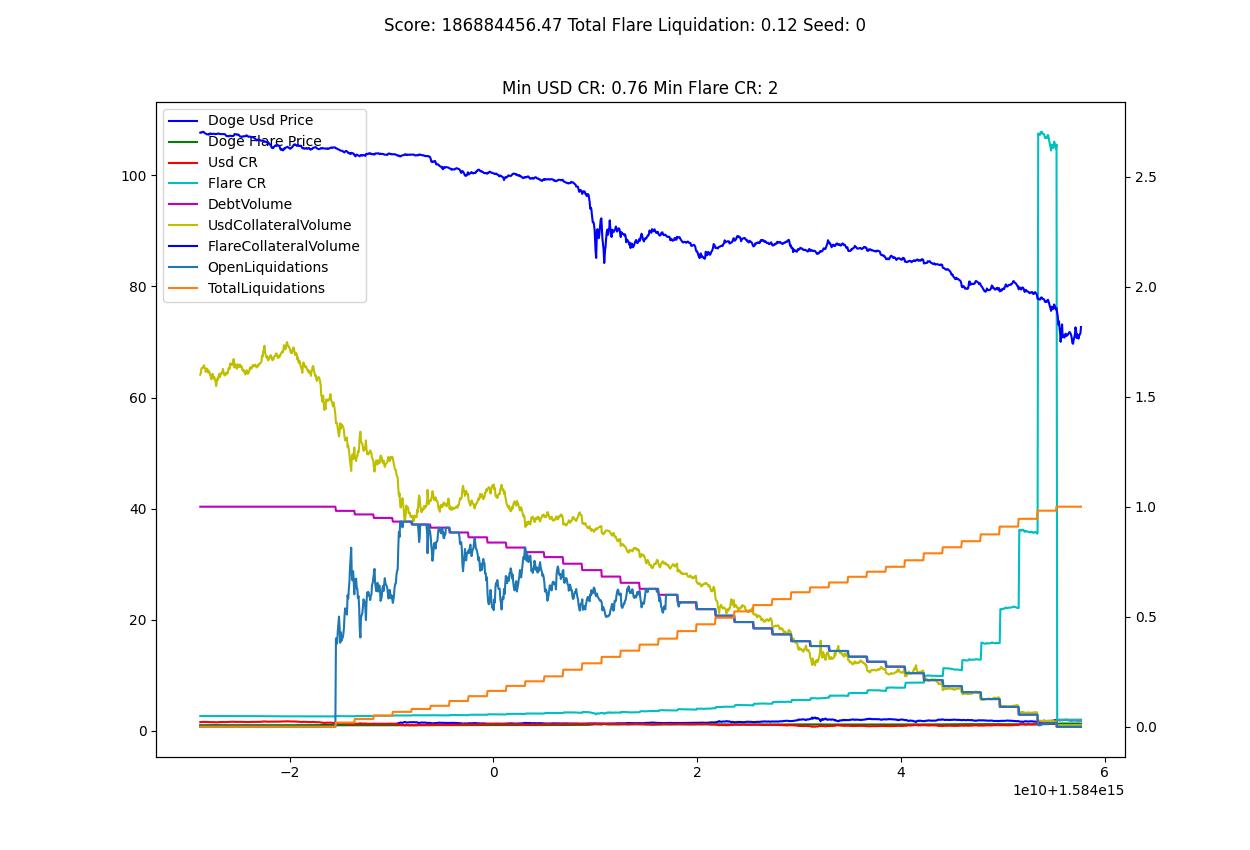 Score: 186884456.47 Total Flare Liquidation: 0.12 Seed: 0
Min USD CR: 0.76 Min Flare CR: 2
Doge Usd Price
Doge Flare Price
Usd CR
Flare CR
DebtVolume
UsdCollateralVolume
FlareCollateralVolume
OpenLiquidations
TotalLiquidations
100
80
60
40
20
0
2.5
2.0
1.5
1.0
0.5
0.0
−2 0 2 4 6
1e10+1.584e15